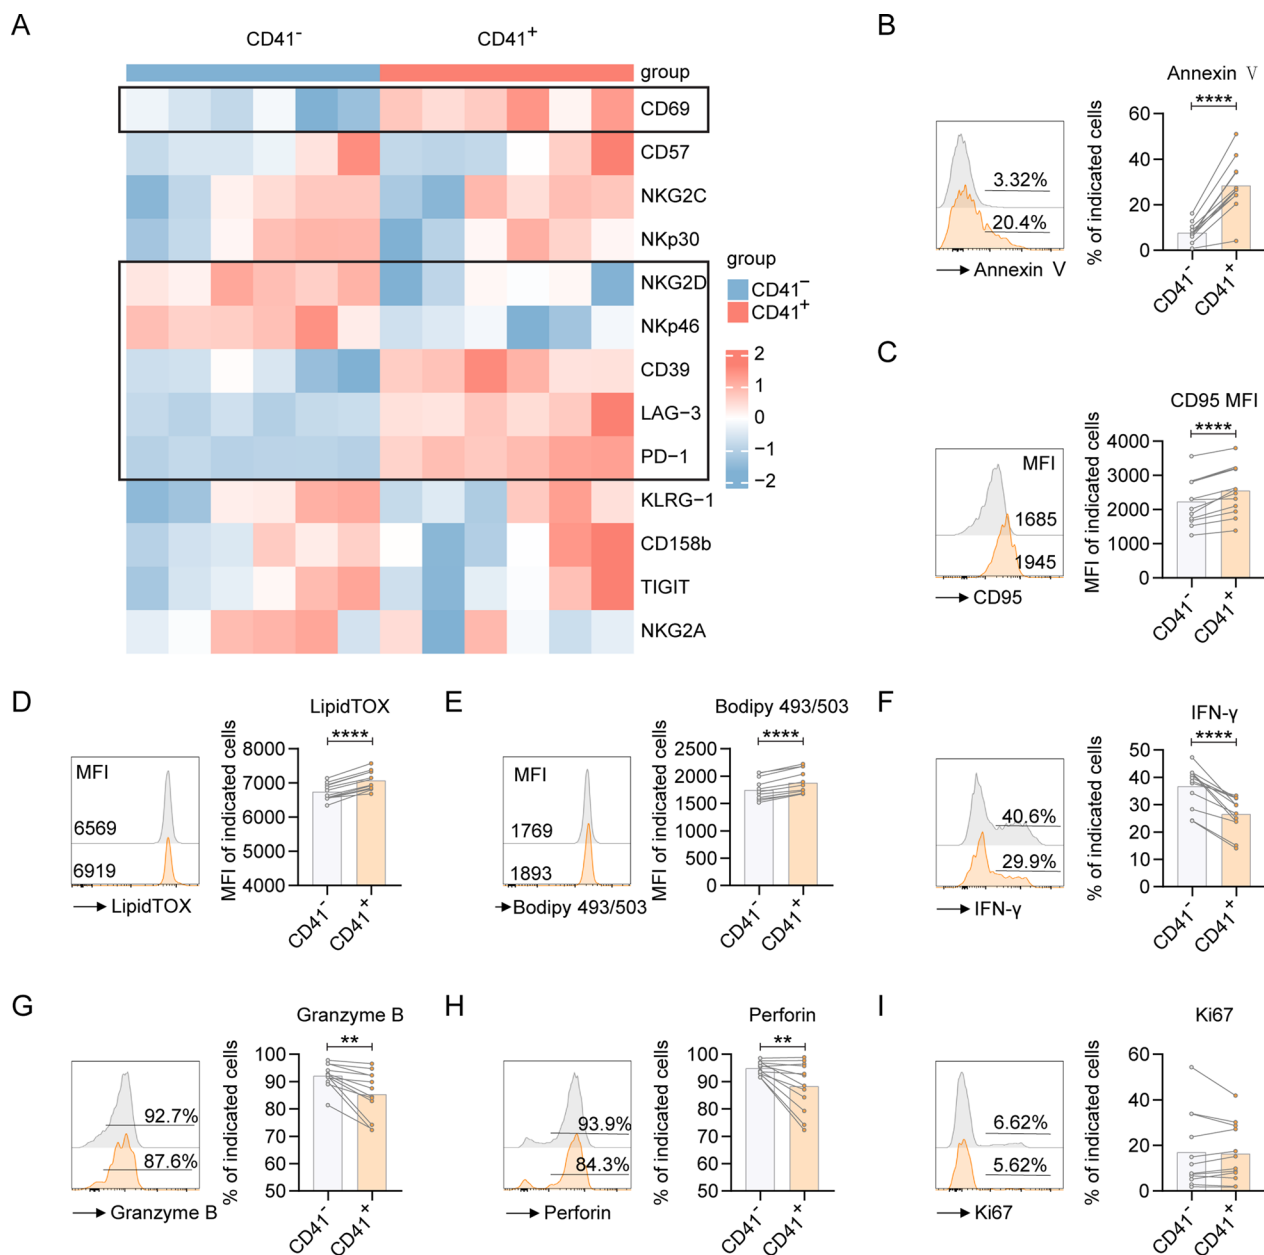 A
CD41⁻ CD41⁺
group
CD69
CD57
NKG2C
NKp30
NKG2D
NKp46
CD39
LAG−3
PD−1
KLRG−1
CD158b
TIGIT
NKG2A
group
CD41⁻
CD41⁺
2
1
0
−1
−2
B
Annexin V
****
3.32%
20.4%
Annexin V
% of indicated cells
60
40
20
0
CD41⁻
CD41⁺
C
CD95 MFI
****
MFI
1685
1945
CD95
MFI of indicated cells
4000
3000
2000
1000
0
CD41⁻
CD41⁺
D
LipidTOX
****
MFI
6569
6919
LipidTOX
MFI of indicated cells
8000
7000
6000
5000
4000
CD41⁻
CD41⁺
E
Bodipy 493/503
****
MFI
1769
1893
Bodipy 493/503
MFI of indicated cells
2500
2000
1500
1000
500
0
CD41⁻
CD41⁺
F
IFN-γ
****
40.6%
29.9%
IFN-γ
% of indicated cells
50
40
30
20
10
0
CD41⁻
CD41⁺
G
Granzyme B
**
92.7%
87.6%
Granzyme B
% of indicated cells
100
90
80
70
60
50
CD41⁻
CD41⁺
H
Perforin
**
93.9%
84.3%
Perforin
% of indicated cells
100
90
80
70
60
50
CD41⁻
CD41⁺
I
Ki67
6.62%
5.62%
Ki67
% of indicated cells
60
40
20
0
CD41⁻
CD41⁺